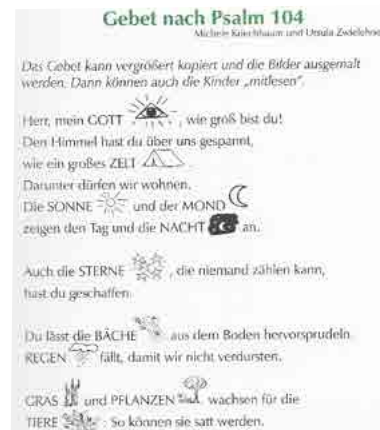 Gebet nach Psalm 104
Michele und Ursula
Das Gebet kann vergrößert kopiert und die Bilder ausgemalt
werden. Dann können auch die Kinder „mitlesen".
Herr, mein GOTT , wie groß bist du!
Den Himmel hast du über uns gespannt,
wie ein großes ZELT .
Darunter dürfen wir wohnen.
Die SONNE und der MOND
zeigen den Tag und die NACHT an.
Auch die STERNE , die niemand zählen kann,
hast du geschaffen.
Du lässt die BÄCHE aus dem Boden hervorsprudeln.
REGEN fällt, damit wir nicht verdursten.
GRAS und PFLANZEN wachsen für die
TIERE . So können sie satt werden.